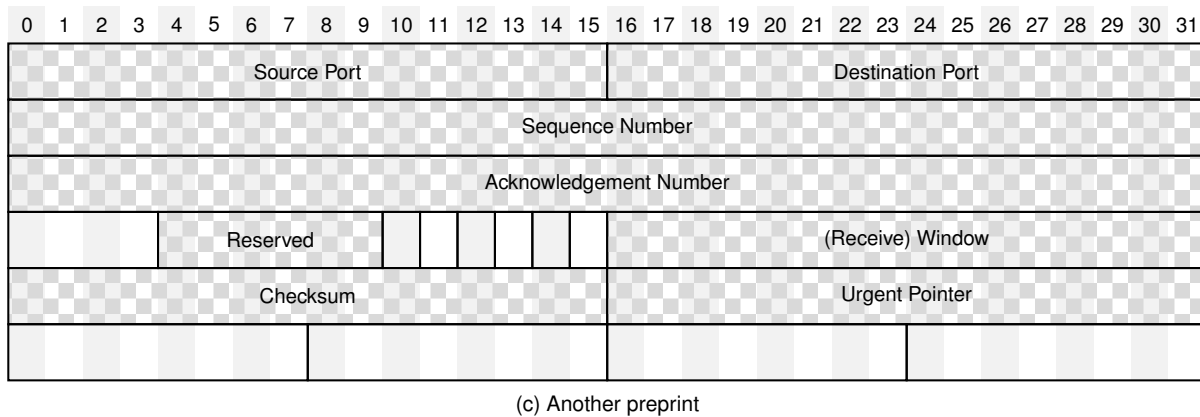 0 1 2 3 4 5 6 7 8 9 10 11 12 13 14 15 16 17 18 19 20 21 22 23 24 25 26 27 28 29 30 31
Source Port Destination Port
Sequence Number
Acknowledgement Number
Reserved (Receive) Window
Checksum Urgent Pointer
(c) Another preprint